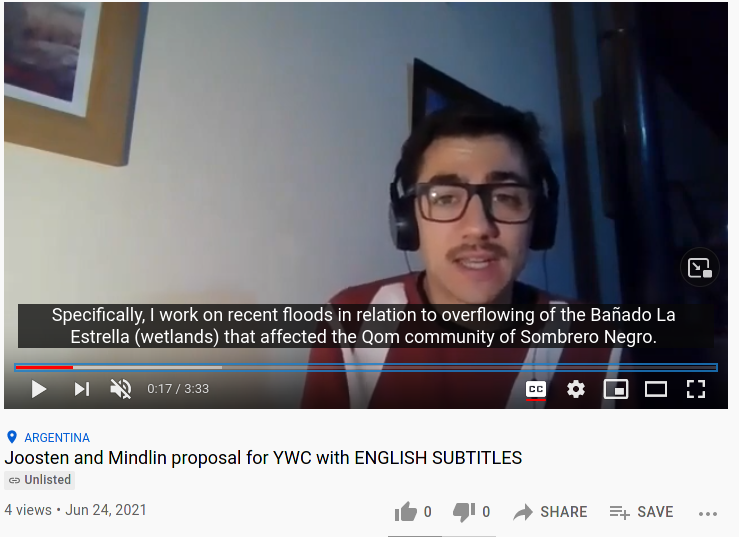 Specifically, I work on recent floods in relation to overflowing of the Bañado La
Estrella (wetlands) that affected the Qom community of Sombrero Negro.
0:17 / 3:33
CC
ARGENTINA
Joosten and Mindlin proposal for YWC with ENGLISH SUBTITLES
Unlisted
4 views • Jun 24, 2021
0
0
SHARE
SAVE